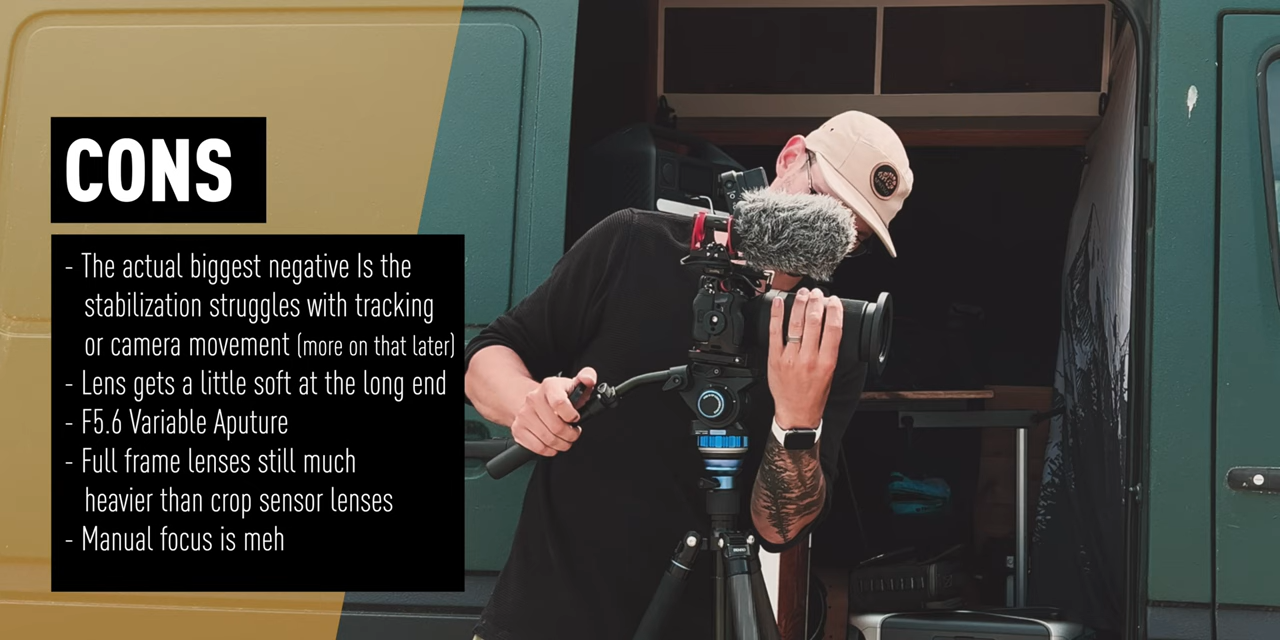 CONS
- The actual biggest negative Is the
stabilization struggles with tracking
or camera movement (more on that later)
- Lens gets a little soft at the long end
- F5.6 Variable Aputure
- Full frame lenses still much
heavier than crop sensor lenses
- Manual focus is meh